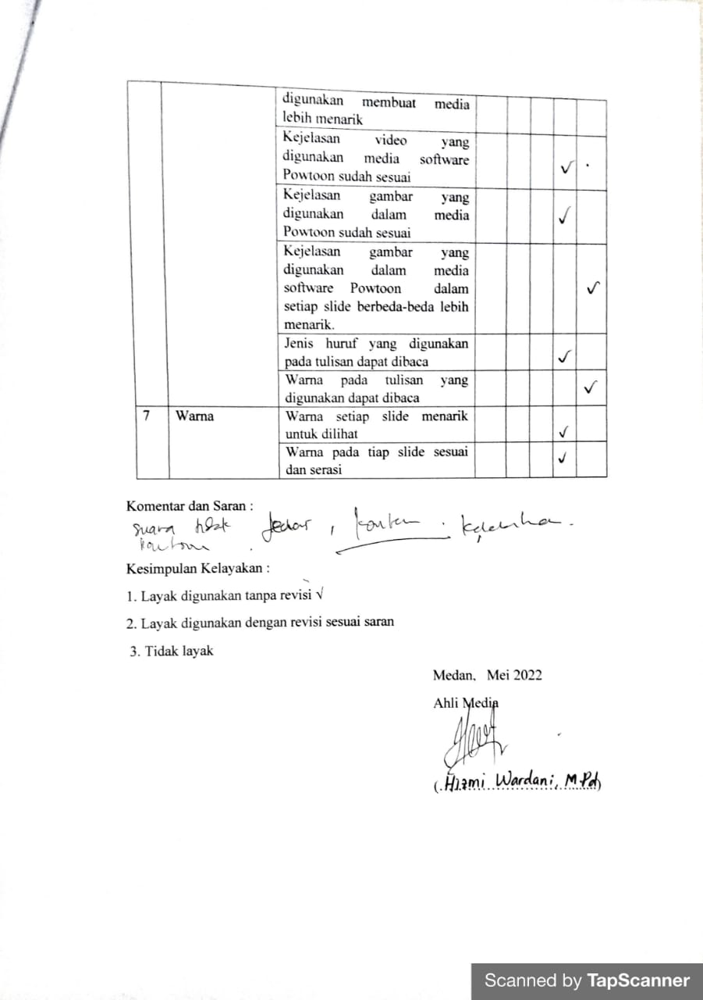 digunakan membuat media
lebih menarik
Kejelasan video yang
digunakan media software
Powtoon sudah sesuai
√
Kejelasan gambar yang
digunakan dalam media
Powtoon sudah sesuai
√
Kejelasan gambar yang
digunakan dalam media
software Powtoon dalam
setiap slide berbeda-beda lebih
menarik.
√
Jenis huruf yang digunakan
pada tulisan dapat dibaca
√
Warna pada tulisan yang
digunakan dapat dibaca
√
7 Warna Warna setiap slide menarik
untuk dilihat
√
Warna pada tiap slide sesuai
dan serasi
√
Komentar dan Saran :
suara tidak
Kesimpulan Kelayakan :
1. Layak digunakan tanpa revisi √
2. Layak digunakan dengan revisi sesuai saran
3. Tidak layak
Medan, Mei 2022
Ahli Media
(Hizmi Wardani, M.Pd)
Scanned by TapScanner